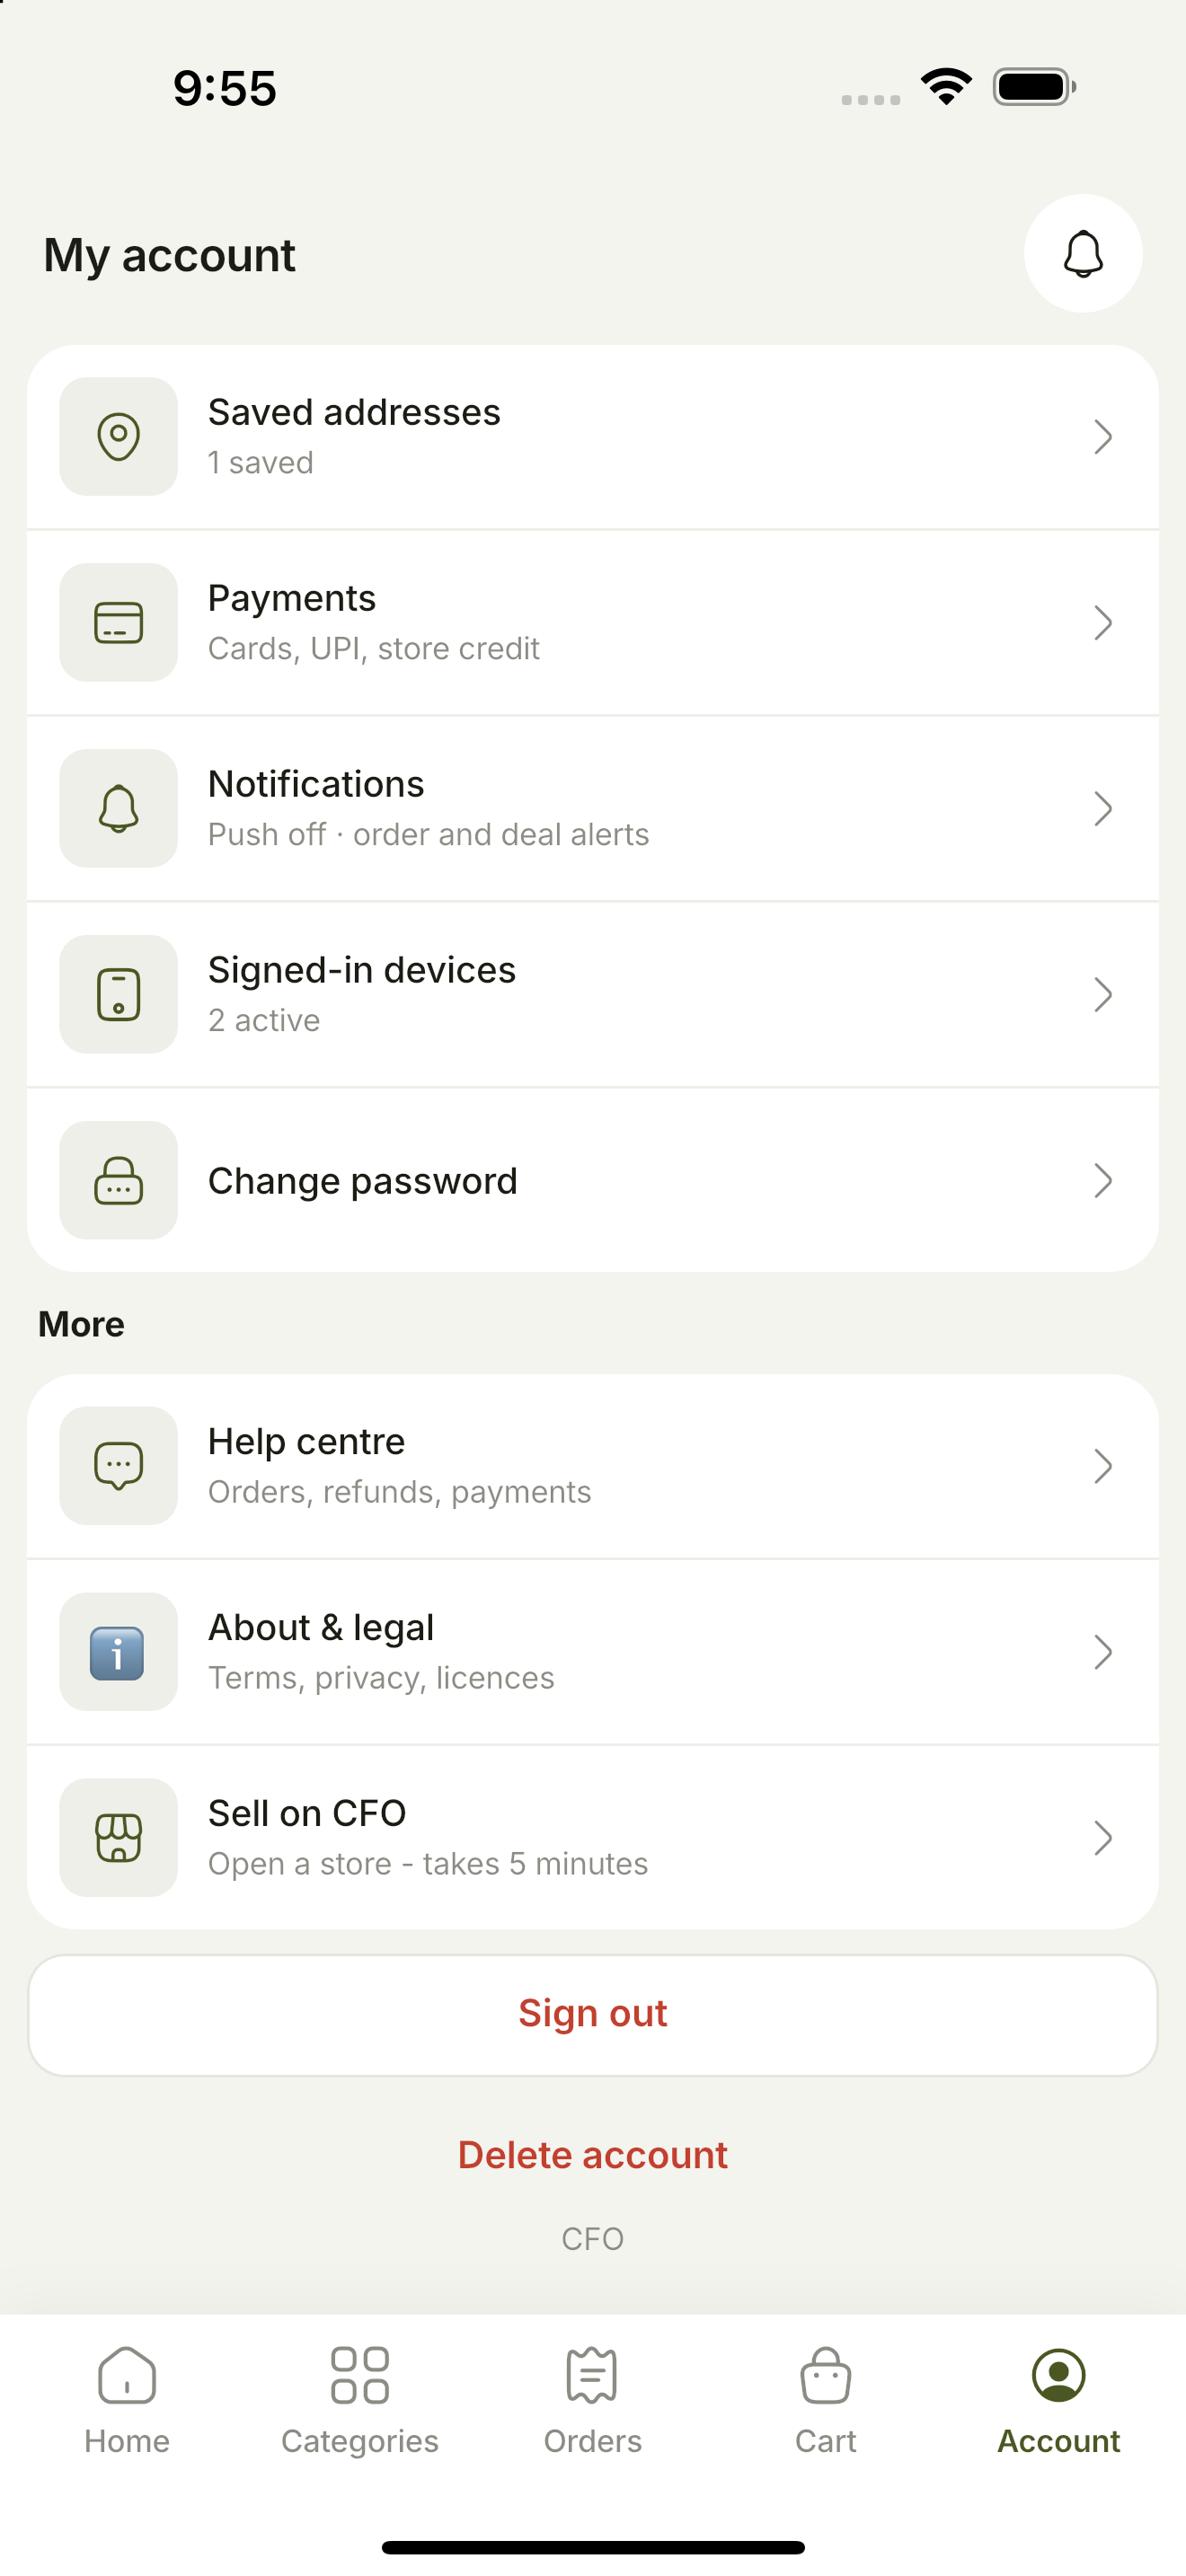 9:55
My account
Saved addresses
1 saved
Payments
Cards, UPI, store credit
Notifications
Push off · order and deal alerts
Signed-in devices
2 active
Change password
More
Help centre
Orders, refunds, payments
About & legal
Terms, privacy, licences
Sell on CFO
Open a store - takes 5 minutes
Sign out
Delete account
CFO
Home Categories Orders Cart Account